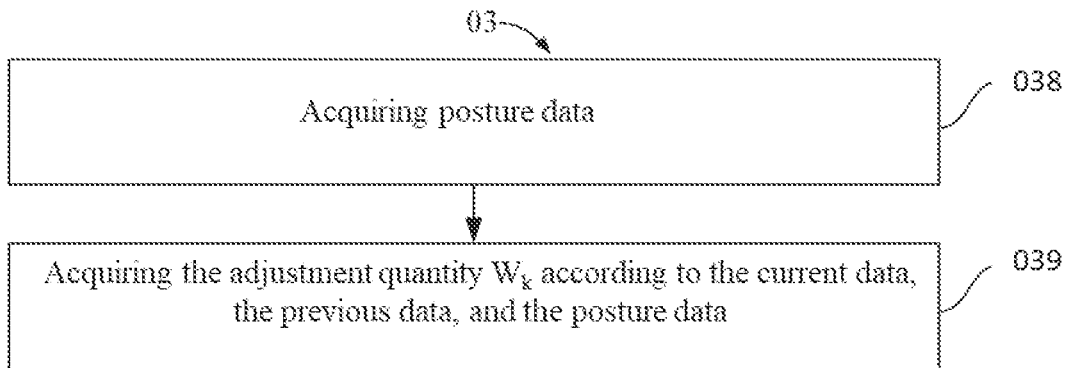 03
Acquiring posture data
038
Acquiring the adjustment quantity Wk according to the current data,
the previous data, and the posture data
039